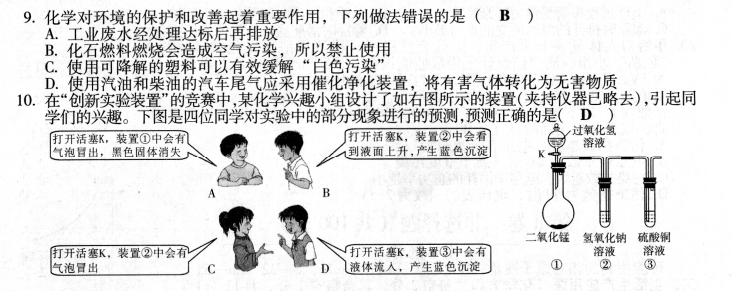 9. 化学对环境的保护和改善起着重要作用，下列做法错误的是（ B ）
A. 工业废水经处理达标后再排放
B. 化石燃料燃烧会造成空气污染，所以禁止使用
C. 使用可降解的塑料可以有效缓解“白色污染”
D. 使用汽油和柴油的汽车尾气应采用催化净化装置，将有害气体转化为无害物质
10. 在“创新实验装置”的竞赛中，某化学兴趣小组设计了如右图所示的装置(夹持仪器已略去)，引起同
学们的兴趣。下图是四位同学对实验中的部分现象进行的预测，预测正确的是( D )
打开活塞K，装置①中会有
气泡冒出，黑色固体消失
A
打开活塞K，装置②中会看
到液面上升，产生蓝色沉淀
B
打开活塞K，装置②中会有
气泡冒出
C
打开活塞K，装置③中会有
液体流入，产生蓝色沉淀
D
过氧化氢
溶液
K
二氧化锰 氢氧化钠 硫酸铜
溶液 溶液
① ② ③